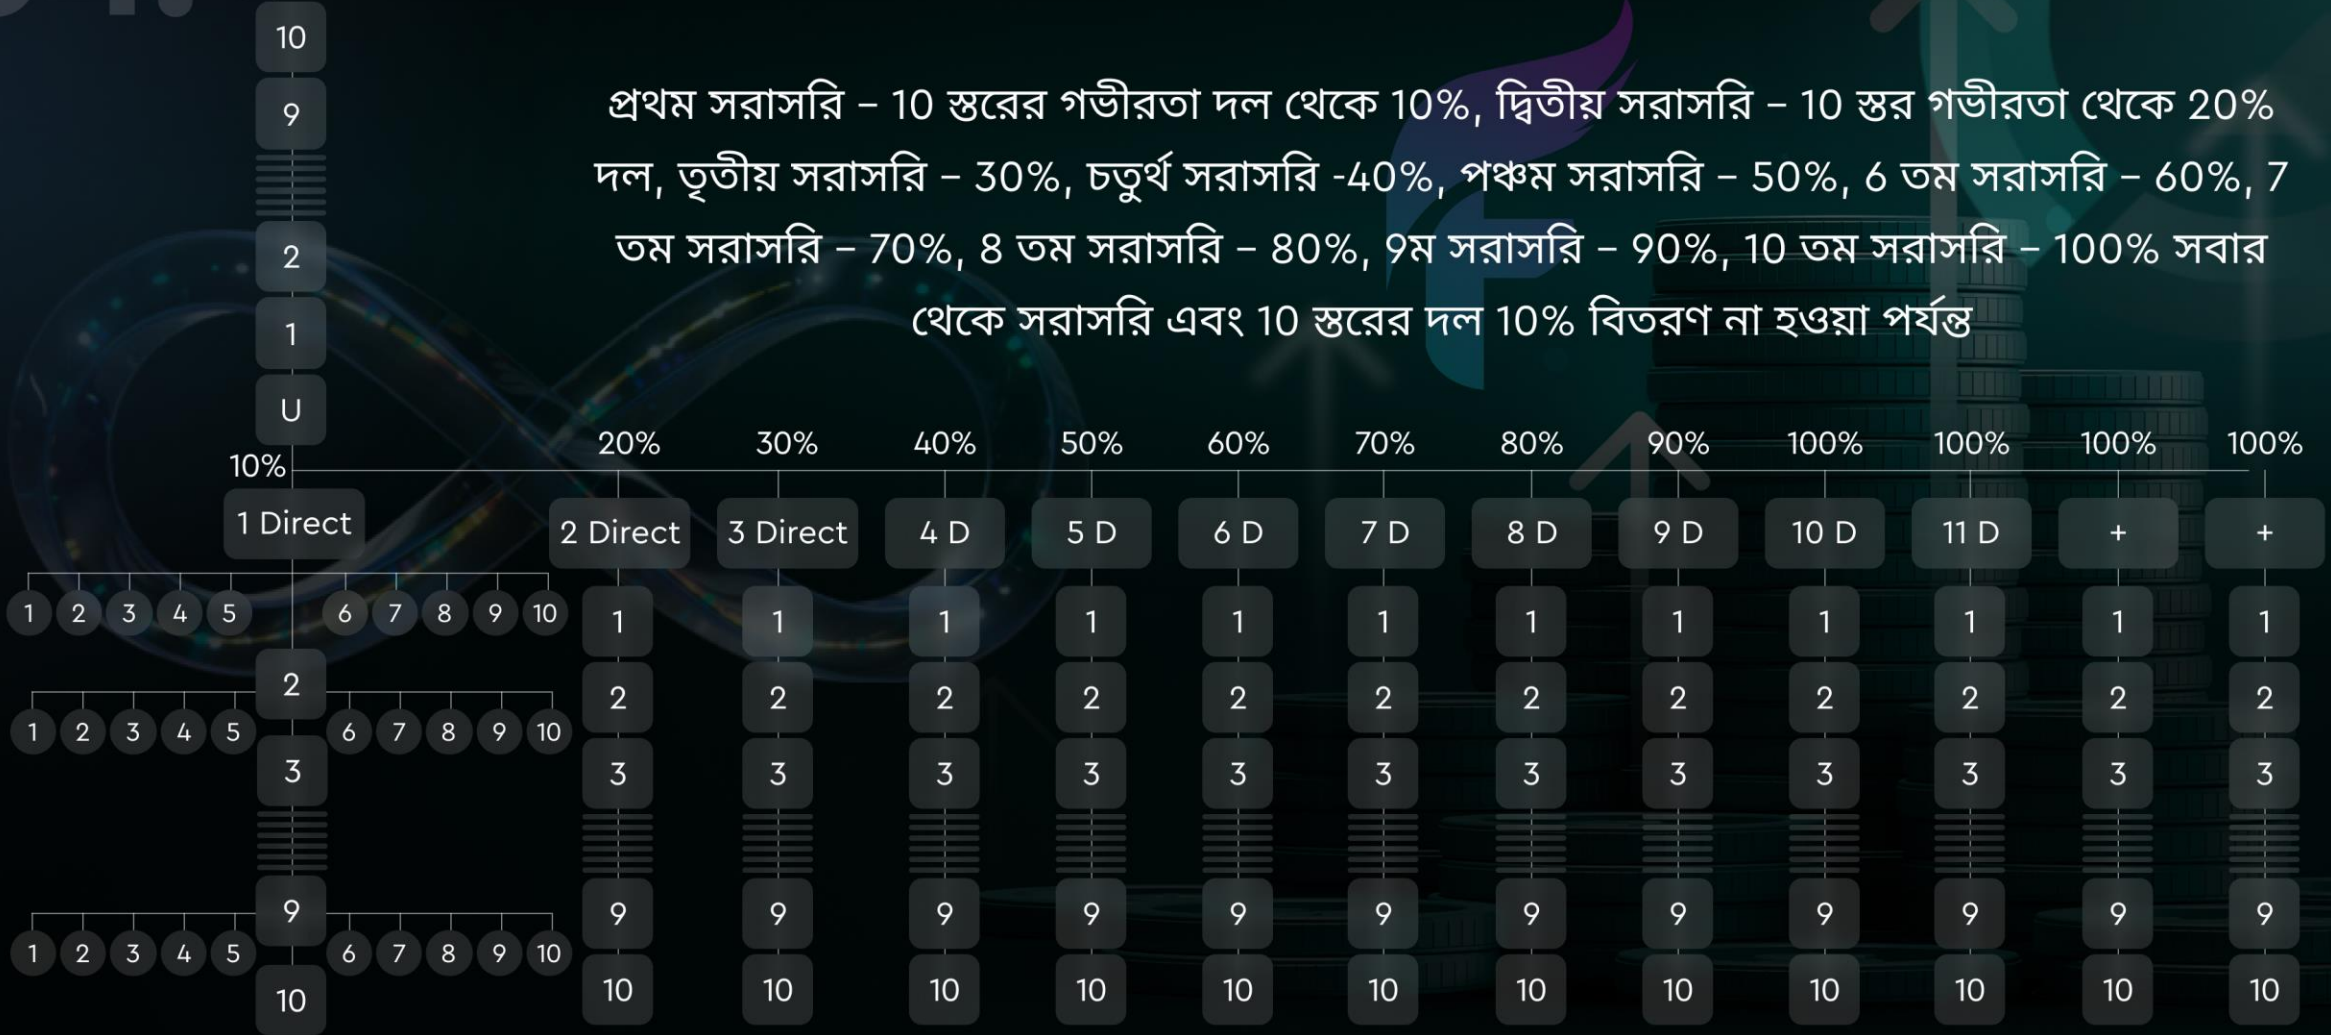 10
9
প্রথম সরাসরি – 10 স্তরের গভীরতা দল থেকে 10%, দ্বিতীয় সরাসরি – 10 স্তর গভীরতা থেকে 20%
দল, তৃতীয় সরাসরি – 30%, চতুর্থ সরাসরি -40%, পঞ্চম সরাসরি – 50%, 6 তম সরাসরি – 60%, 7
তম সরাসরি – 70%, 8 তম সরাসরি – 80%, 9ম সরাসরি – 90%, 10 তম সরাসরি – 100% সবার
থেকে সরাসরি এবং 10 স্তরের দল 10% বিতরণ না হওয়া পর্যন্ত
2
1
U
10% 20% 30% 40% 50% 60% 70% 80% 90% 100% 100% 100% 100%
1 Direct 2 Direct 3 Direct 4 D 5 D 6 D 7 D 8 D 9 D 10 D 11 D + +
1 2 3 4 5 6 7 8 9 10 1 1 1 1 1 1 1 1 1 1 1 1
2 2 2 2 2 2 2 2 2 2 2 2 2
1 2 3 4 5 6 7 8 9 10
3 3 3 3 3 3 3 3 3 3 3 3 3
9 9 9 9 9 9 9 9 9 9 9 9 9
1 2 3 4 5 6 7 8 9 10
10 10 10 10 10 10 10 10 10 10 10 10 10